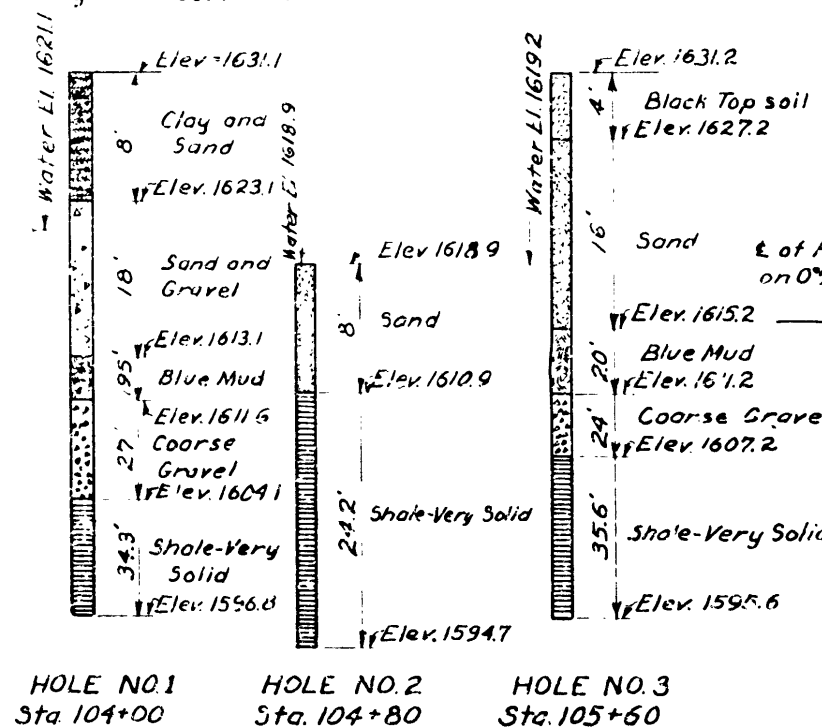 Water El. 1621.1
Elev = 1631.1
8'
Clay and
Sand
Elev. 1623.1
18'
Sand and
Gravel
Elev. 1613.1
19.5'
Blue Mud
Elev. 1611.6
27'
Coarse
Gravel
Elev. 1604.1
34.3'
Shale-Very
Solid
Elev. 1596.8
HOLE NO. 1
Sta. 104+00
Water El. 1618.9
Elev 1618.9
8'
Sand
Elev. 1610.9
24.2'
Shale-Very Solid
Elev. 1594.7
HOLE NO. 2
Sta. 104+80
Water El. 1619.2
Elev. 1631.2
4'
Black Top soil
Elev. 1627.2
16'
Sand
Elev. 1615.2
20'
Blue Mud
Elev. 1611.2
24'
Coarse Grave
Elev. 1607.2
35.6'
Shale-Very Solid
Elev. 1595.6
HOLE NO. 3
Sta. 105+60
℄ of
on 0%